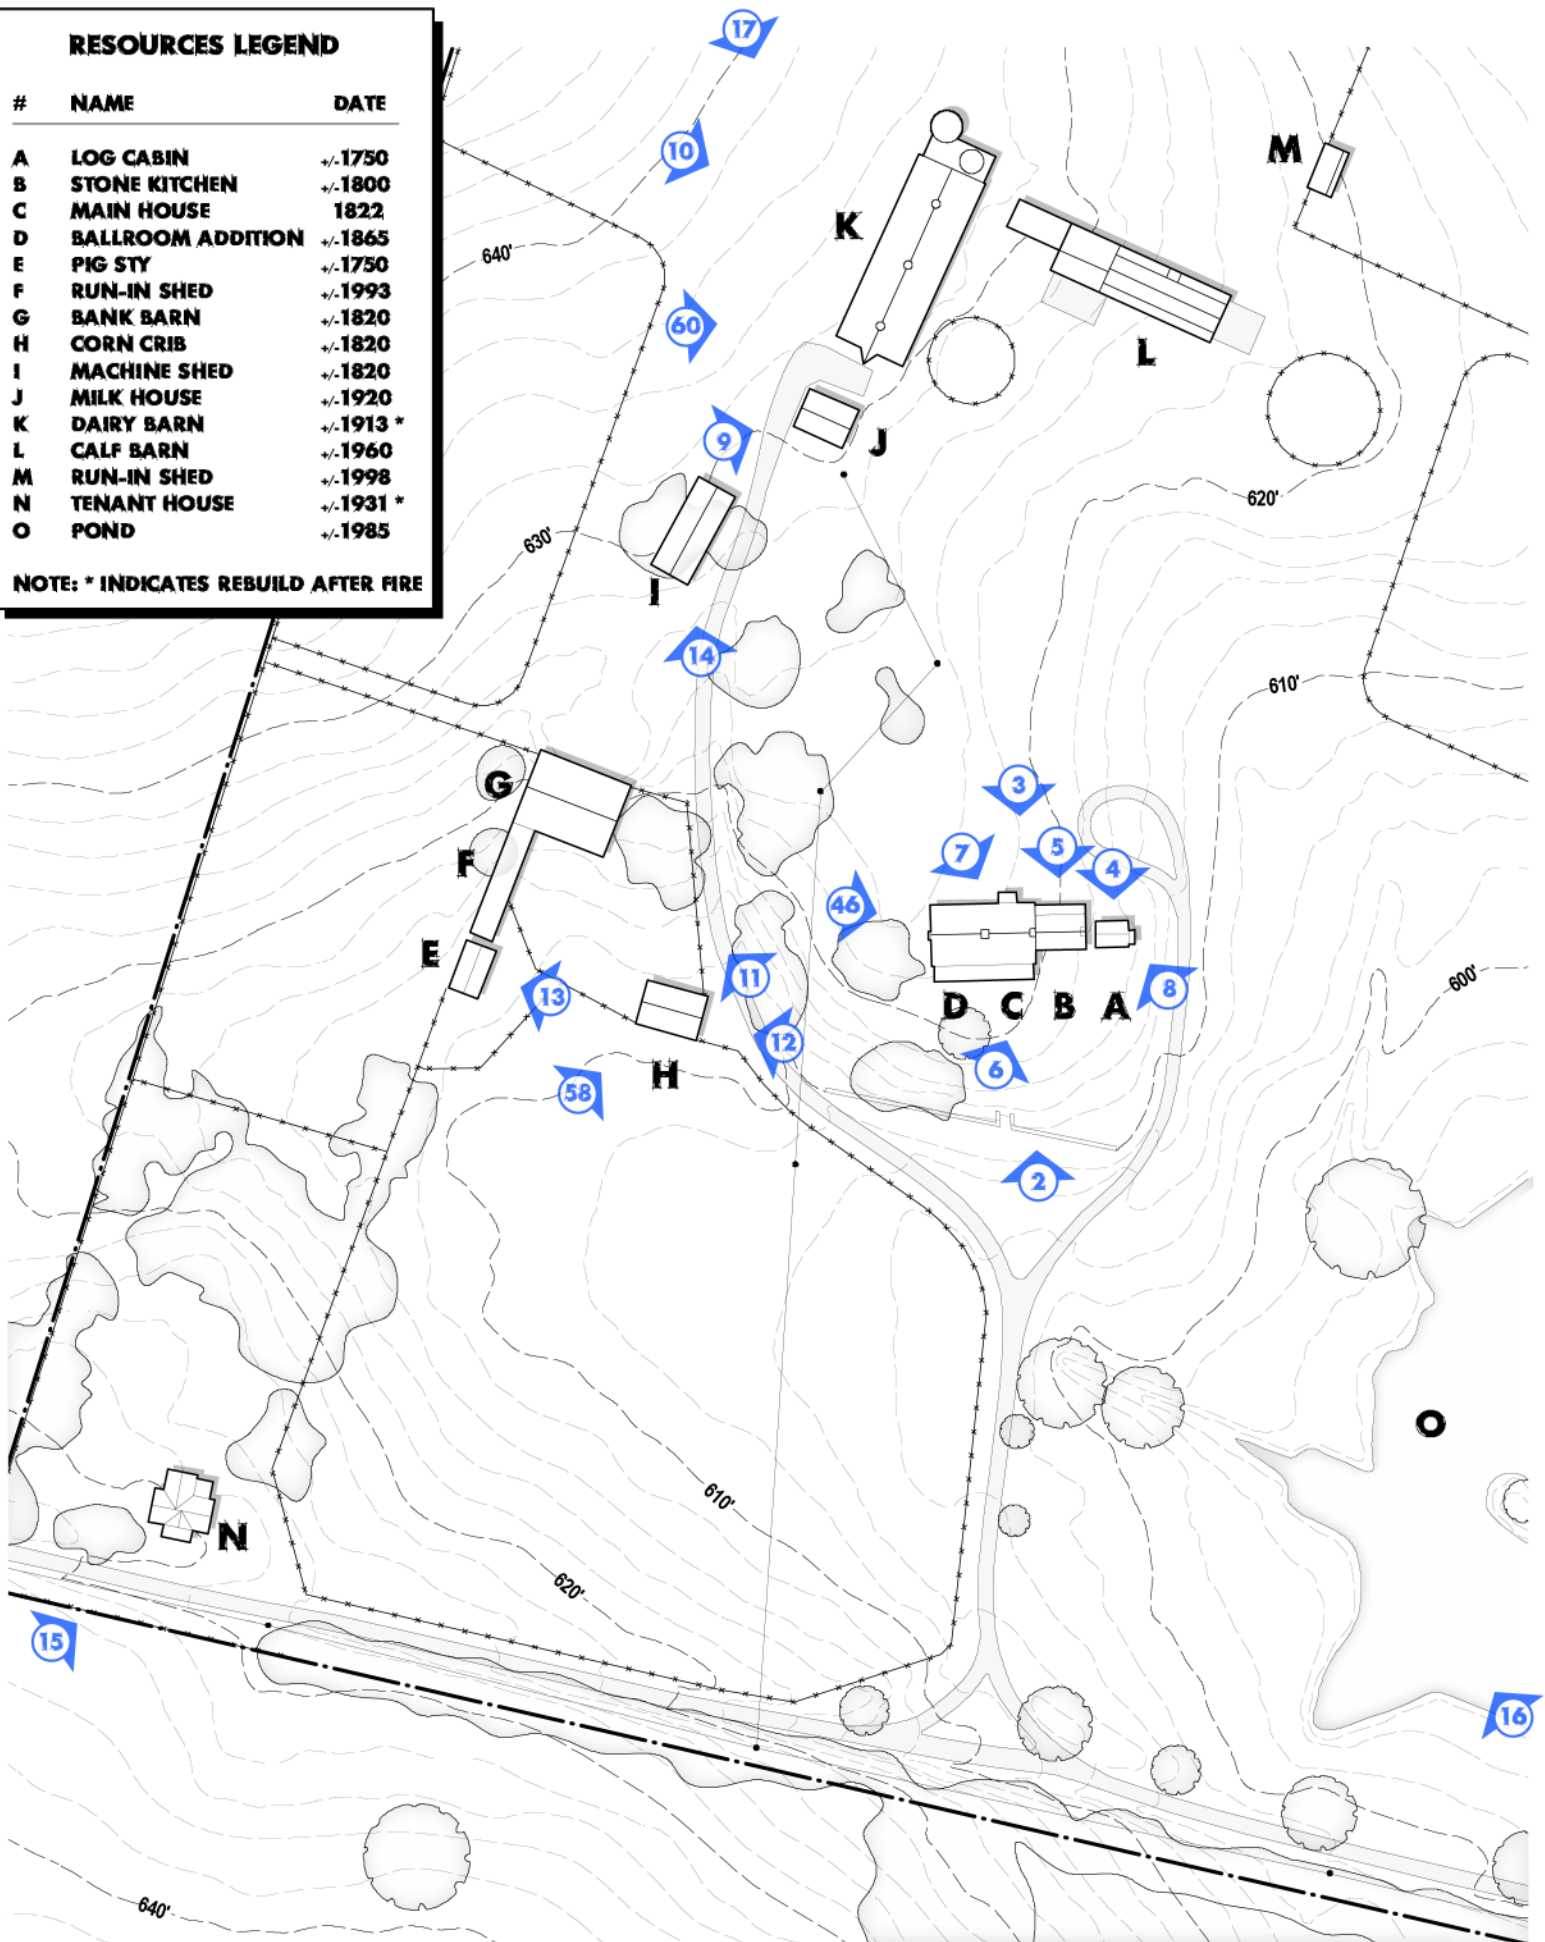 RESOURCES LEGEND
# NAME DATE
A LOG CABIN +/-1750
B STONE KITCHEN +/-1800
C MAIN HOUSE 1822
D BALLROOM ADDITION +/-1865
E PIG STY +/-1750
F RUN-IN SHED +/-1993
G BANK BARN +/-1820
H CORN CRIB +/-1820
I MACHINE SHED +/-1820
J MILK HOUSE +/-1920
K DAIRY BARN +/-1913 *
L CALF BARN +/-1960
M RUN-IN SHED +/-1998
N TENANT HOUSE +/-1931 *
O POND +/-1985
NOTE: * INDICATES REBUILD AFTER FIRE
17
10
M
K
640'
60
L
9
J
620'
630'
I
14
610'
G
3
5
7
F
4
46
E
11
600'
8
13
D C B A
12
6
H
58
2
O
610'
N
620'
15
16
640'